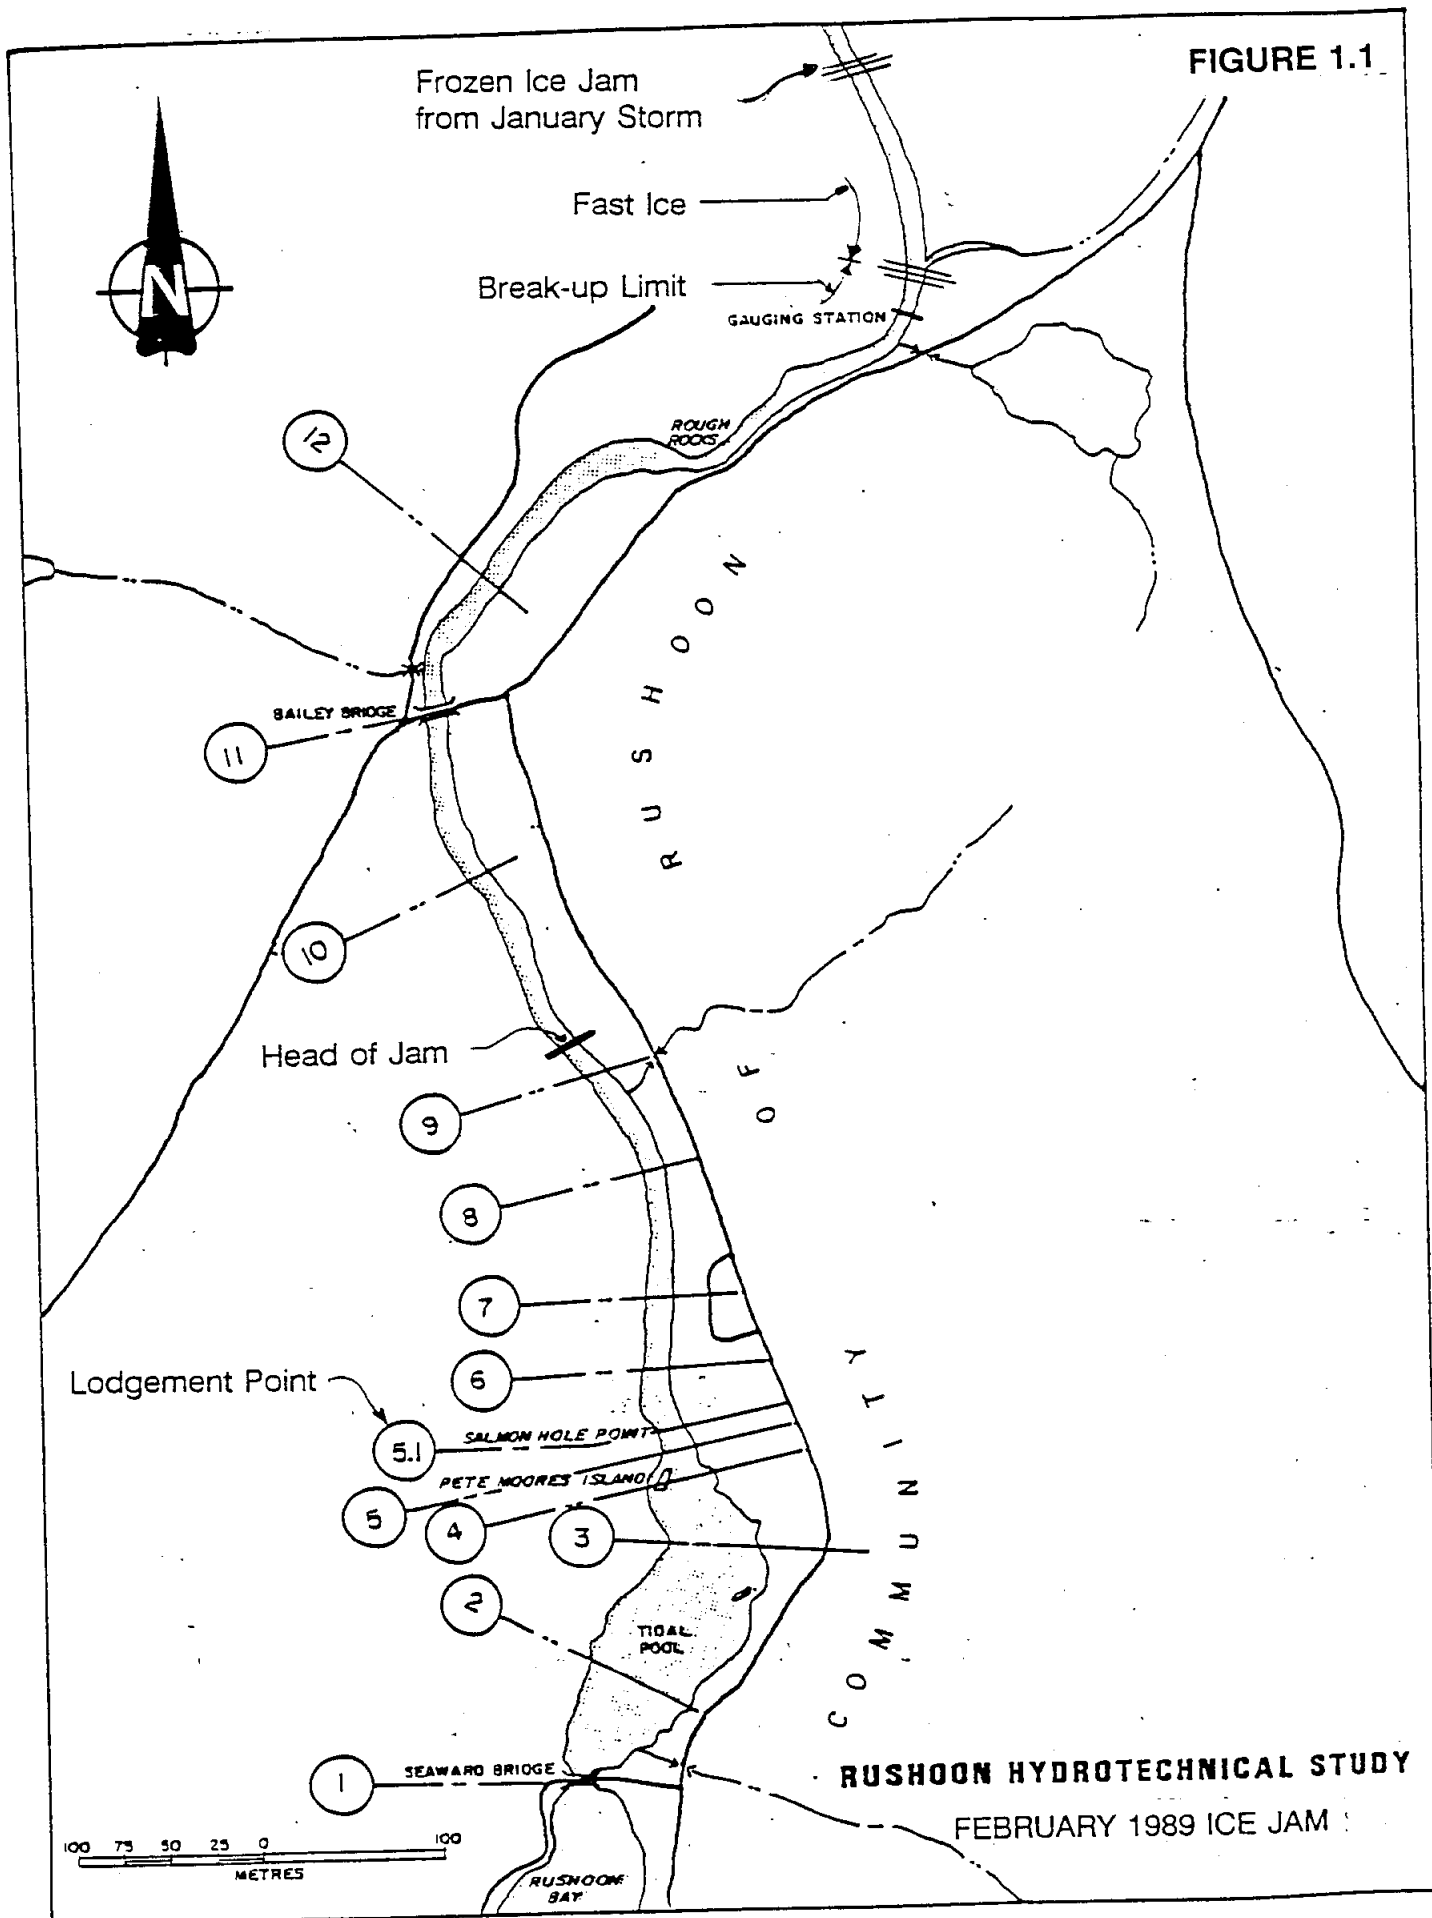 FIGURE 1.1
Frozen Ice Jam
from January Storm
Fast Ice
Break-up Limit
GAUGING STATION
N
ROUGH
ROCKS
12
BAILEY BRIDGE
11
10
Head of Jam
9
8
7
6
Lodgement Point
5.1
SALMON HOLE POINT
PETE MOORES ISLAND
5
4
3
2
TIDAL
POOL
COMMUNITY OF RUSHOON
1
SEAWARD BRIDGE
RUSHOON
BAY
100 75 50 25 0 100
METRES
RUSHOON HYDROTECHNICAL STUDY
FEBRUARY 1989 ICE JAM